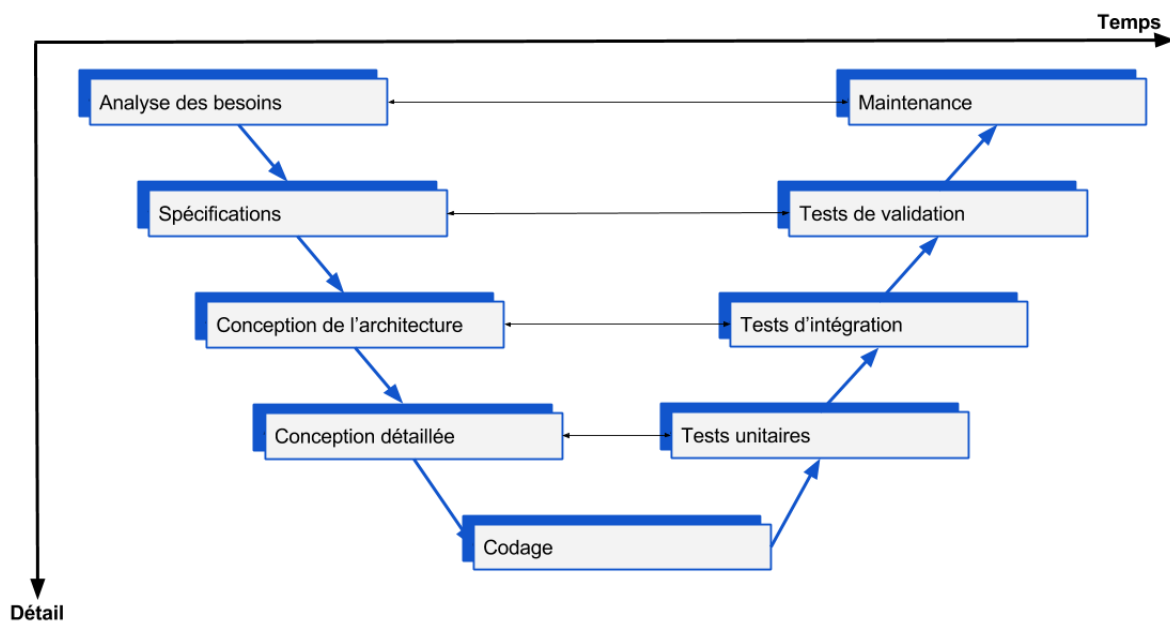 Temps
Analyse des besoins
Maintenance
Spécifications
Tests de validation
Conception de l’architecture
Tests d’intégration
Conception détaillée
Tests unitaires
Codage
Détail